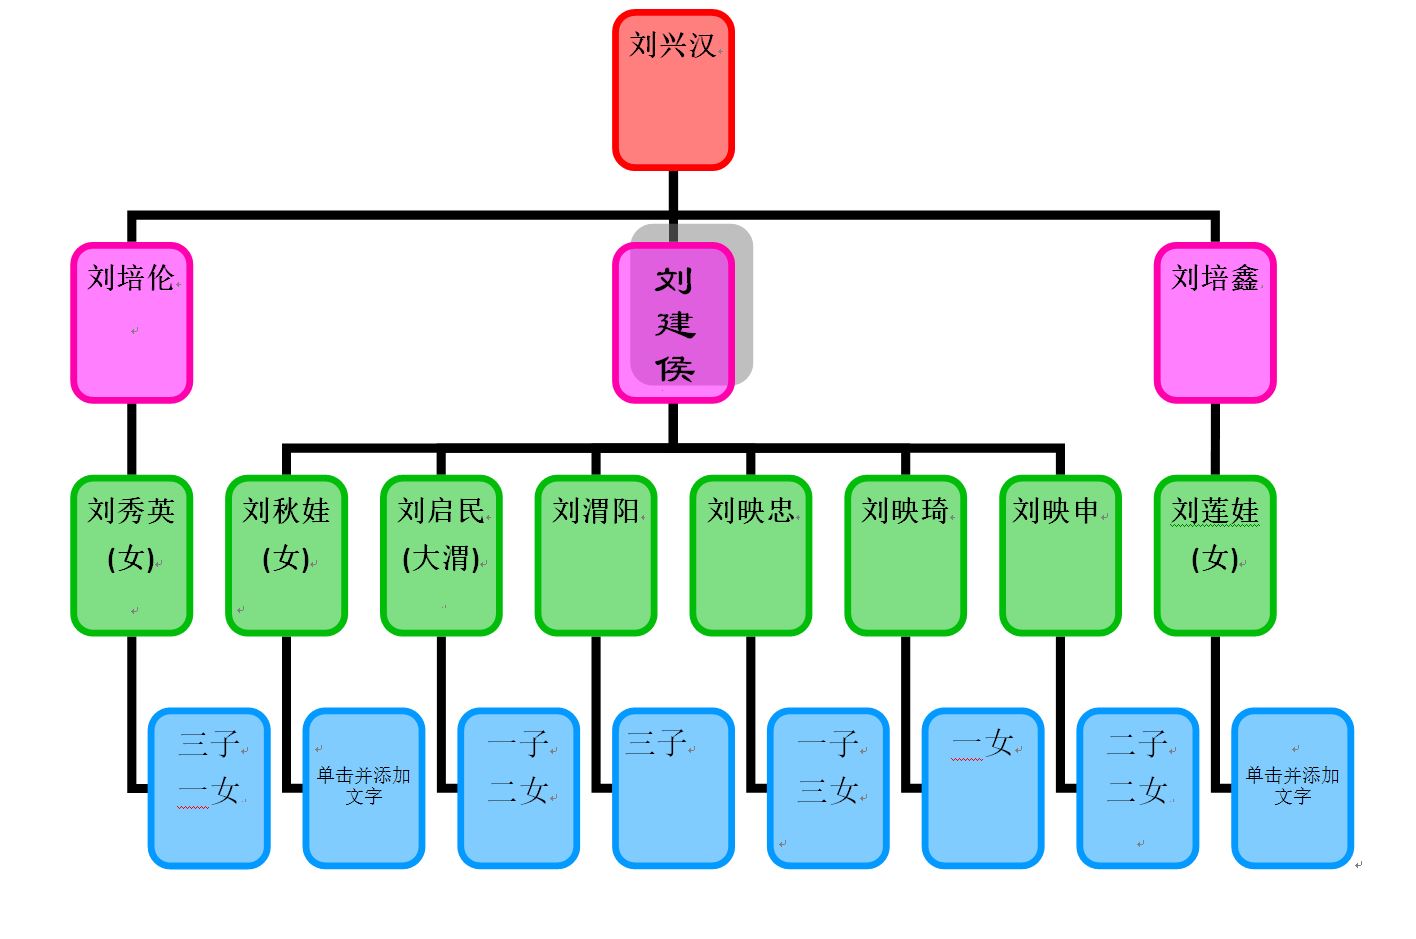 刘兴汉
刘培伦
刘
建
侯
刘培鑫
刘秀英
(女)
刘秋娃
(女)
刘启民
(大渭)
刘渭阳
刘映忠
刘映琦
刘映申
刘莲娃
(女)
三子
一女
单击并添加
文字
一子
二女
三子
一子
三女
一女
二子
二女
单击并添加
文字